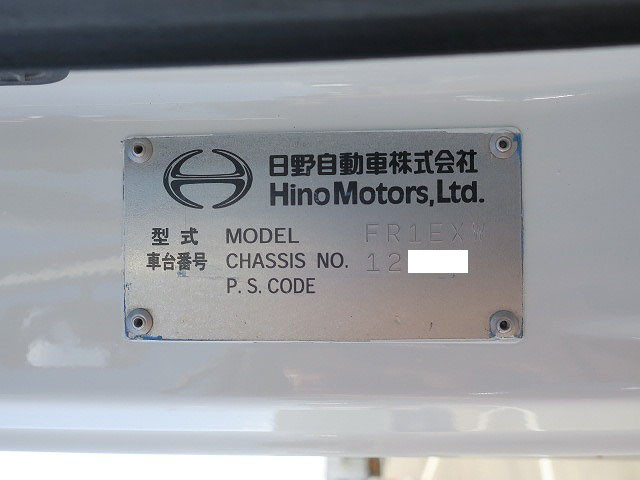 日野自動車株式会社
Hino Motors, Ltd.
型式 MODEL FR1EXW
車台番号 CHASSIS NO. 12
P. S. CODE